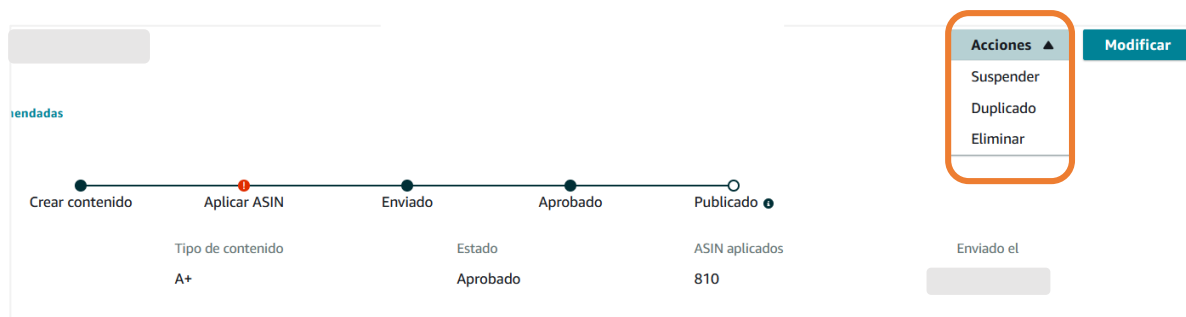 Acciones ▲ Modificar
Suspender
Duplicado
Eliminar
Crear contenido Aplicar ASIN Enviado Aprobado Publicado
Tipo de contenido Estado ASIN aplicados Enviado el
A+ Aprobado 810